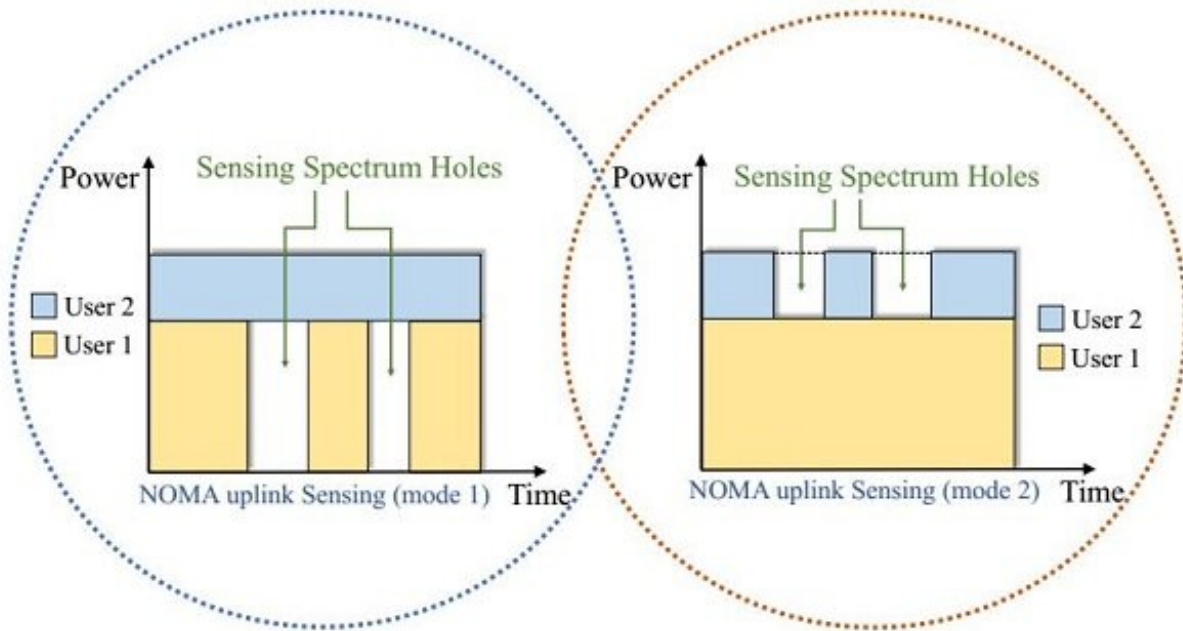 Power
Sensing Spectrum Holes
User 2
User 1
NOMA uplink Sensing (mode 1)
Time
Power
Sensing Spectrum Holes
User 2
User 1
NOMA uplink Sensing (mode 2)
Time